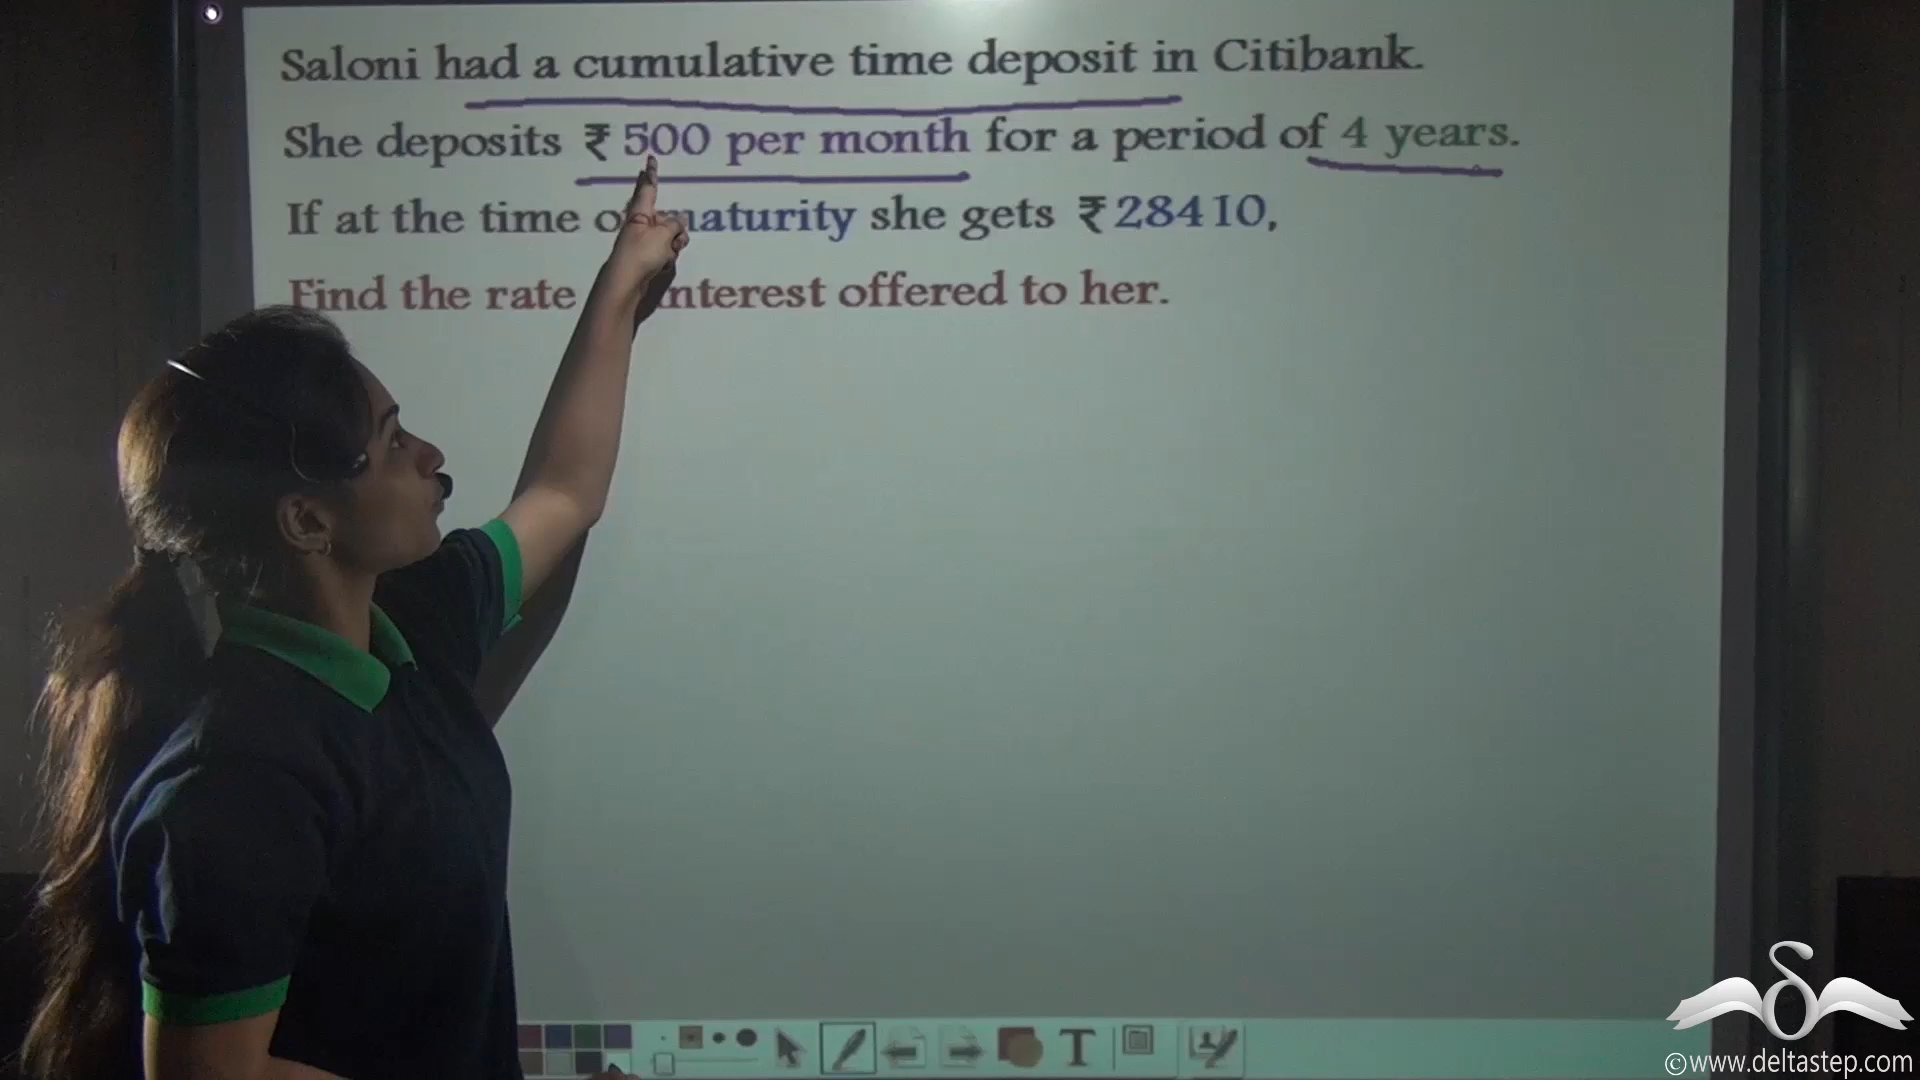 Saloni had a cumulative time deposit in Citibank.
She deposits ₹ 500 per month for a period of 4 years.
If at the time maturity she gets ₹ 28410,
Find the rate interest offered to her.
T
©www.deltastep.com